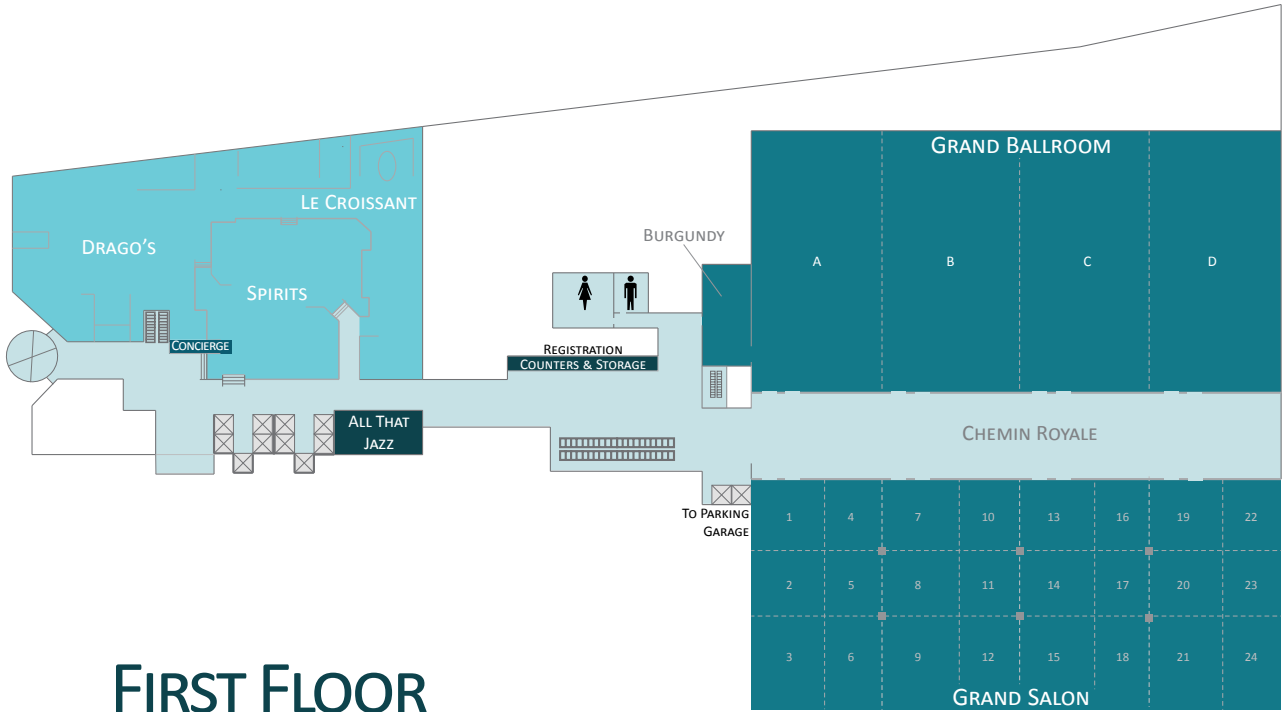 GRAND BALLROOM
LE CROISSANT
BURGUNDY
DRAGO'S
A
B
C
D
SPIRITS
CONCIERGE
REGISTRATION
COUNTERS & STORAGE
ALL THAT
JAZZ
CHEMIN ROYALE
TO PARKING
GARAGE
1
4
7
10
13
16
19
22
2
5
8
11
14
17
20
23
3
6
9
12
15
18
21
24
GRAND SALON
FIRST FLOOR